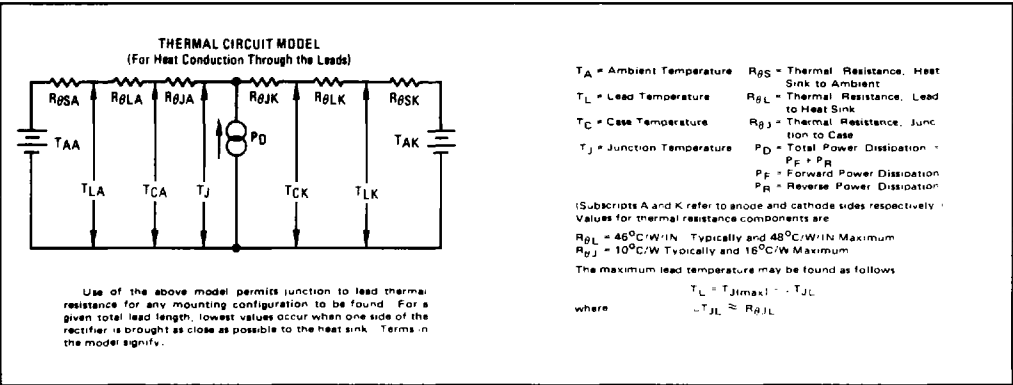 THERMAL CIRCUIT MODEL
(For Heat Conduction Through the Leads)
RθSA RθLA RθJA RθJK RθLK RθSK
TAA PD TAK
TLA TCA TJ TCK TLK
Use of the above model permits junction to lead thermal
resistance for any mounting configuration to be found For a
given total lead length, lowest values occur when one side of the
rectifier is brought as close as possible to the heat sink Terms in
the model signify.
TA = Ambient Temperature RθS = Thermal Resistance, Heat
Sink to Ambient
TL = Lead Temperature RθL = Thermal Resistance, Lead
to Heat Sink
TC = Case Temperature RθJ = Thermal Resistance, Junc
tion to Case
TJ = Junction Temperature PD = Total Power Dissipation =
PF + PR
PF = Forward Power Dissipation
PR = Reverse Power Dissipation
(Subscripts A and K refer to anode and cathode sides respectively
Values for thermal resistance components are
RθL = 46°C/W/IN Typically and 48°C/W/IN Maximum
RθJ = 10°C/W Typically and 16°C/W Maximum
The maximum lead temperature may be found as follows
TL = TJ(max) - TJL
where TJL ≈ RθJL